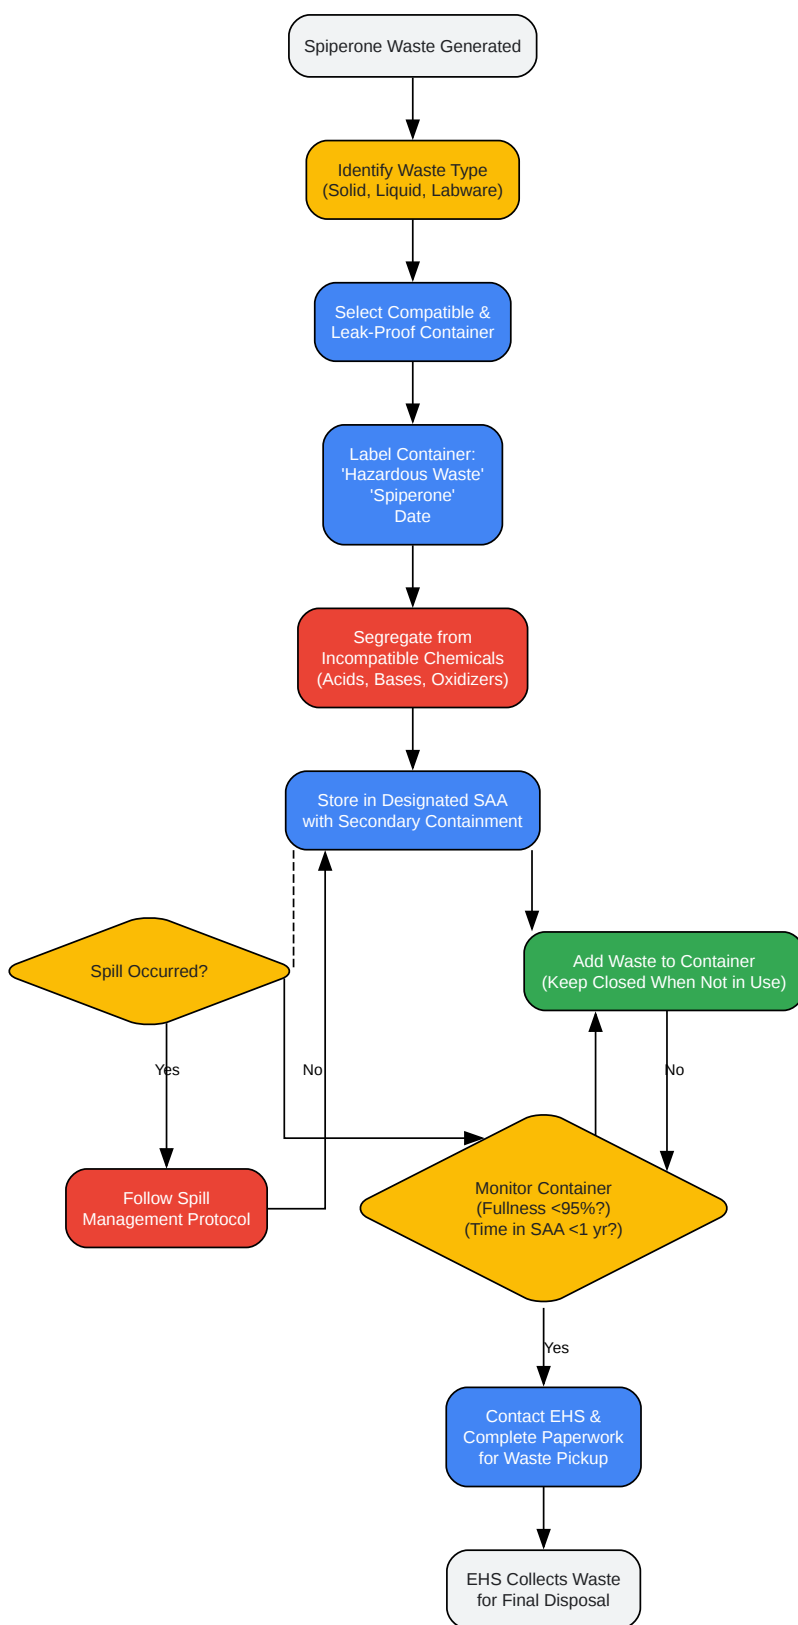 Spiperone Waste Generated
Identify Waste Type
(Solid, Liquid, Labware)
Select Compatible &
Leak-Proof Container
Label Container:
'Hazardous Waste'
'Spiperone'
Date
Segregate from
Incompatible Chemicals
(Acids, Bases, Oxidizers)
Store in Designated SAA
with Secondary Containment
Spill Occurred?
Add Waste to Container
(Keep Closed When Not in Use)
Yes
No
No
Follow Spill
Management Protocol
Monitor Container
(Fullness <95%?)
(Time in SAA <1 yr?)
Yes
Contact EHS &
Complete Paperwork
for Waste Pickup
EHS Collects Waste
for Final Disposal